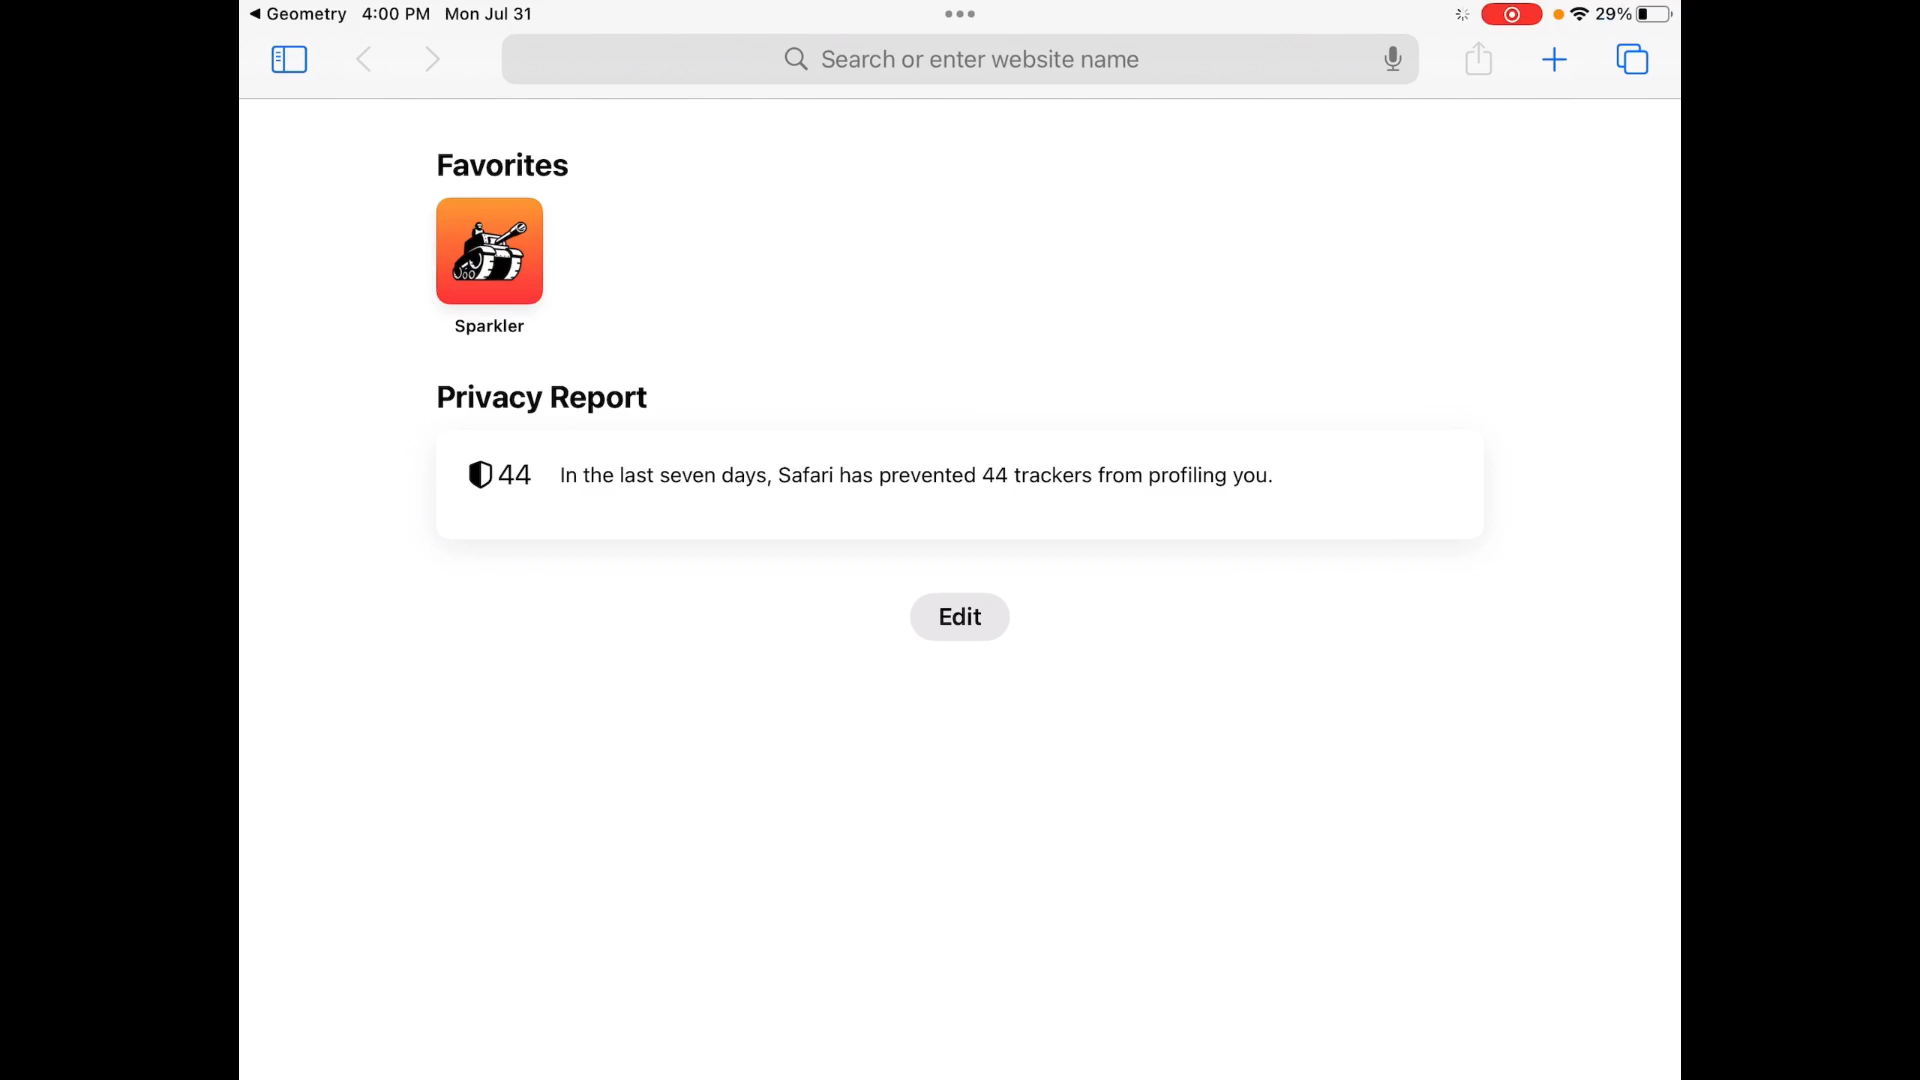 ◀ Geometry 4:00 PM Mon Jul 31 29%
Search or enter website name
Favorites
Sparkler
Privacy Report
44 In the last seven days, Safari has prevented 44 trackers from profiling you.
Edit